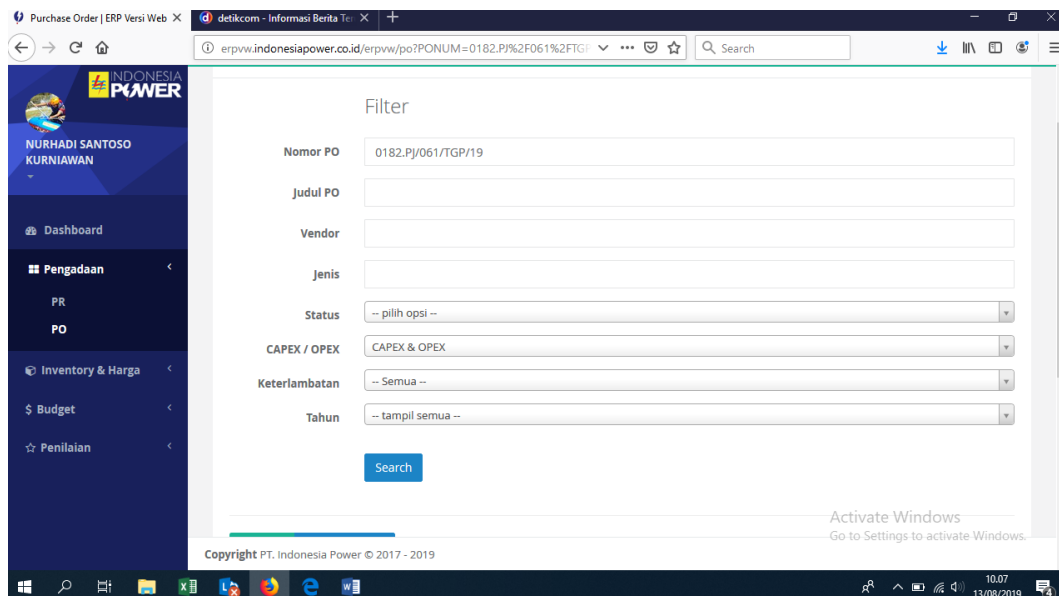 Purchase Order | ERP Versi Web
detikcom - Informasi Berita Ter
erpvw.indonesiapower.co.id/erpvw/po?PONUM=0182.PJ%2F061%2FTGP
Search
INDONESIA
POWER
NURHADI SANTOSO
KURNIAWAN
Dashboard
Pengadaan
PR
PO
Inventory & Harga
$ Budget
Penilaian
Filter
Nomor PO 0182.PJ/061/TGP/19
Judul PO
Vendor
Jenis
Status -- pilih opsi --
CAPEX / OPEX CAPEX & OPEX
Keterlambatan -- Semua --
Tahun -- tampil semua --
Search
Activate Windows
Go to Settings to activate Windows.
Copyright PT. Indonesia Power © 2017 - 2019
10.07
13/08/2019